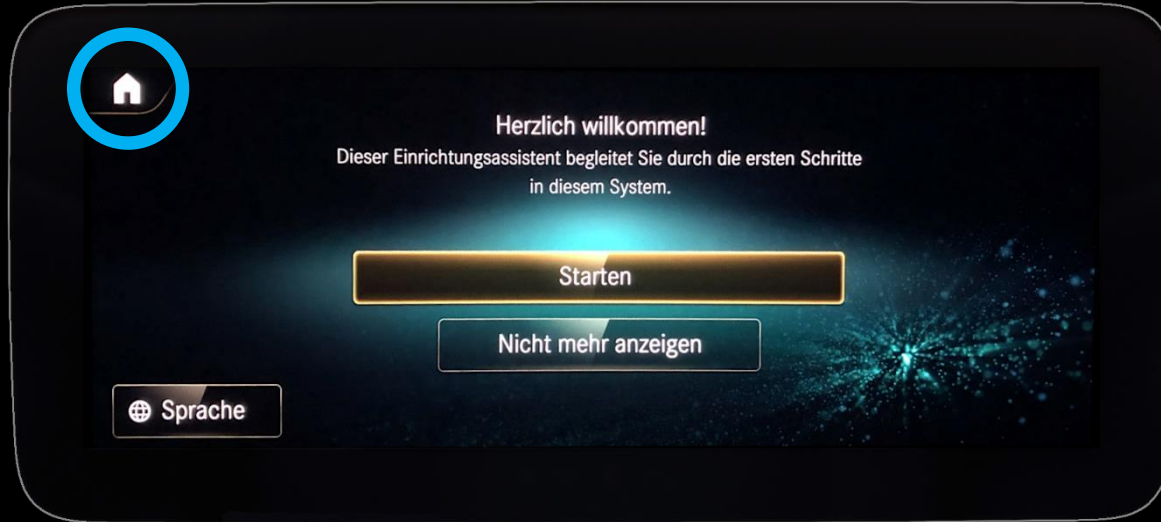 Herzlich willkommen!
Dieser Einrichtungsassistent begleitet Sie durch die ersten Schritte
in diesem System.
Starten
Nicht mehr anzeigen
Sprache